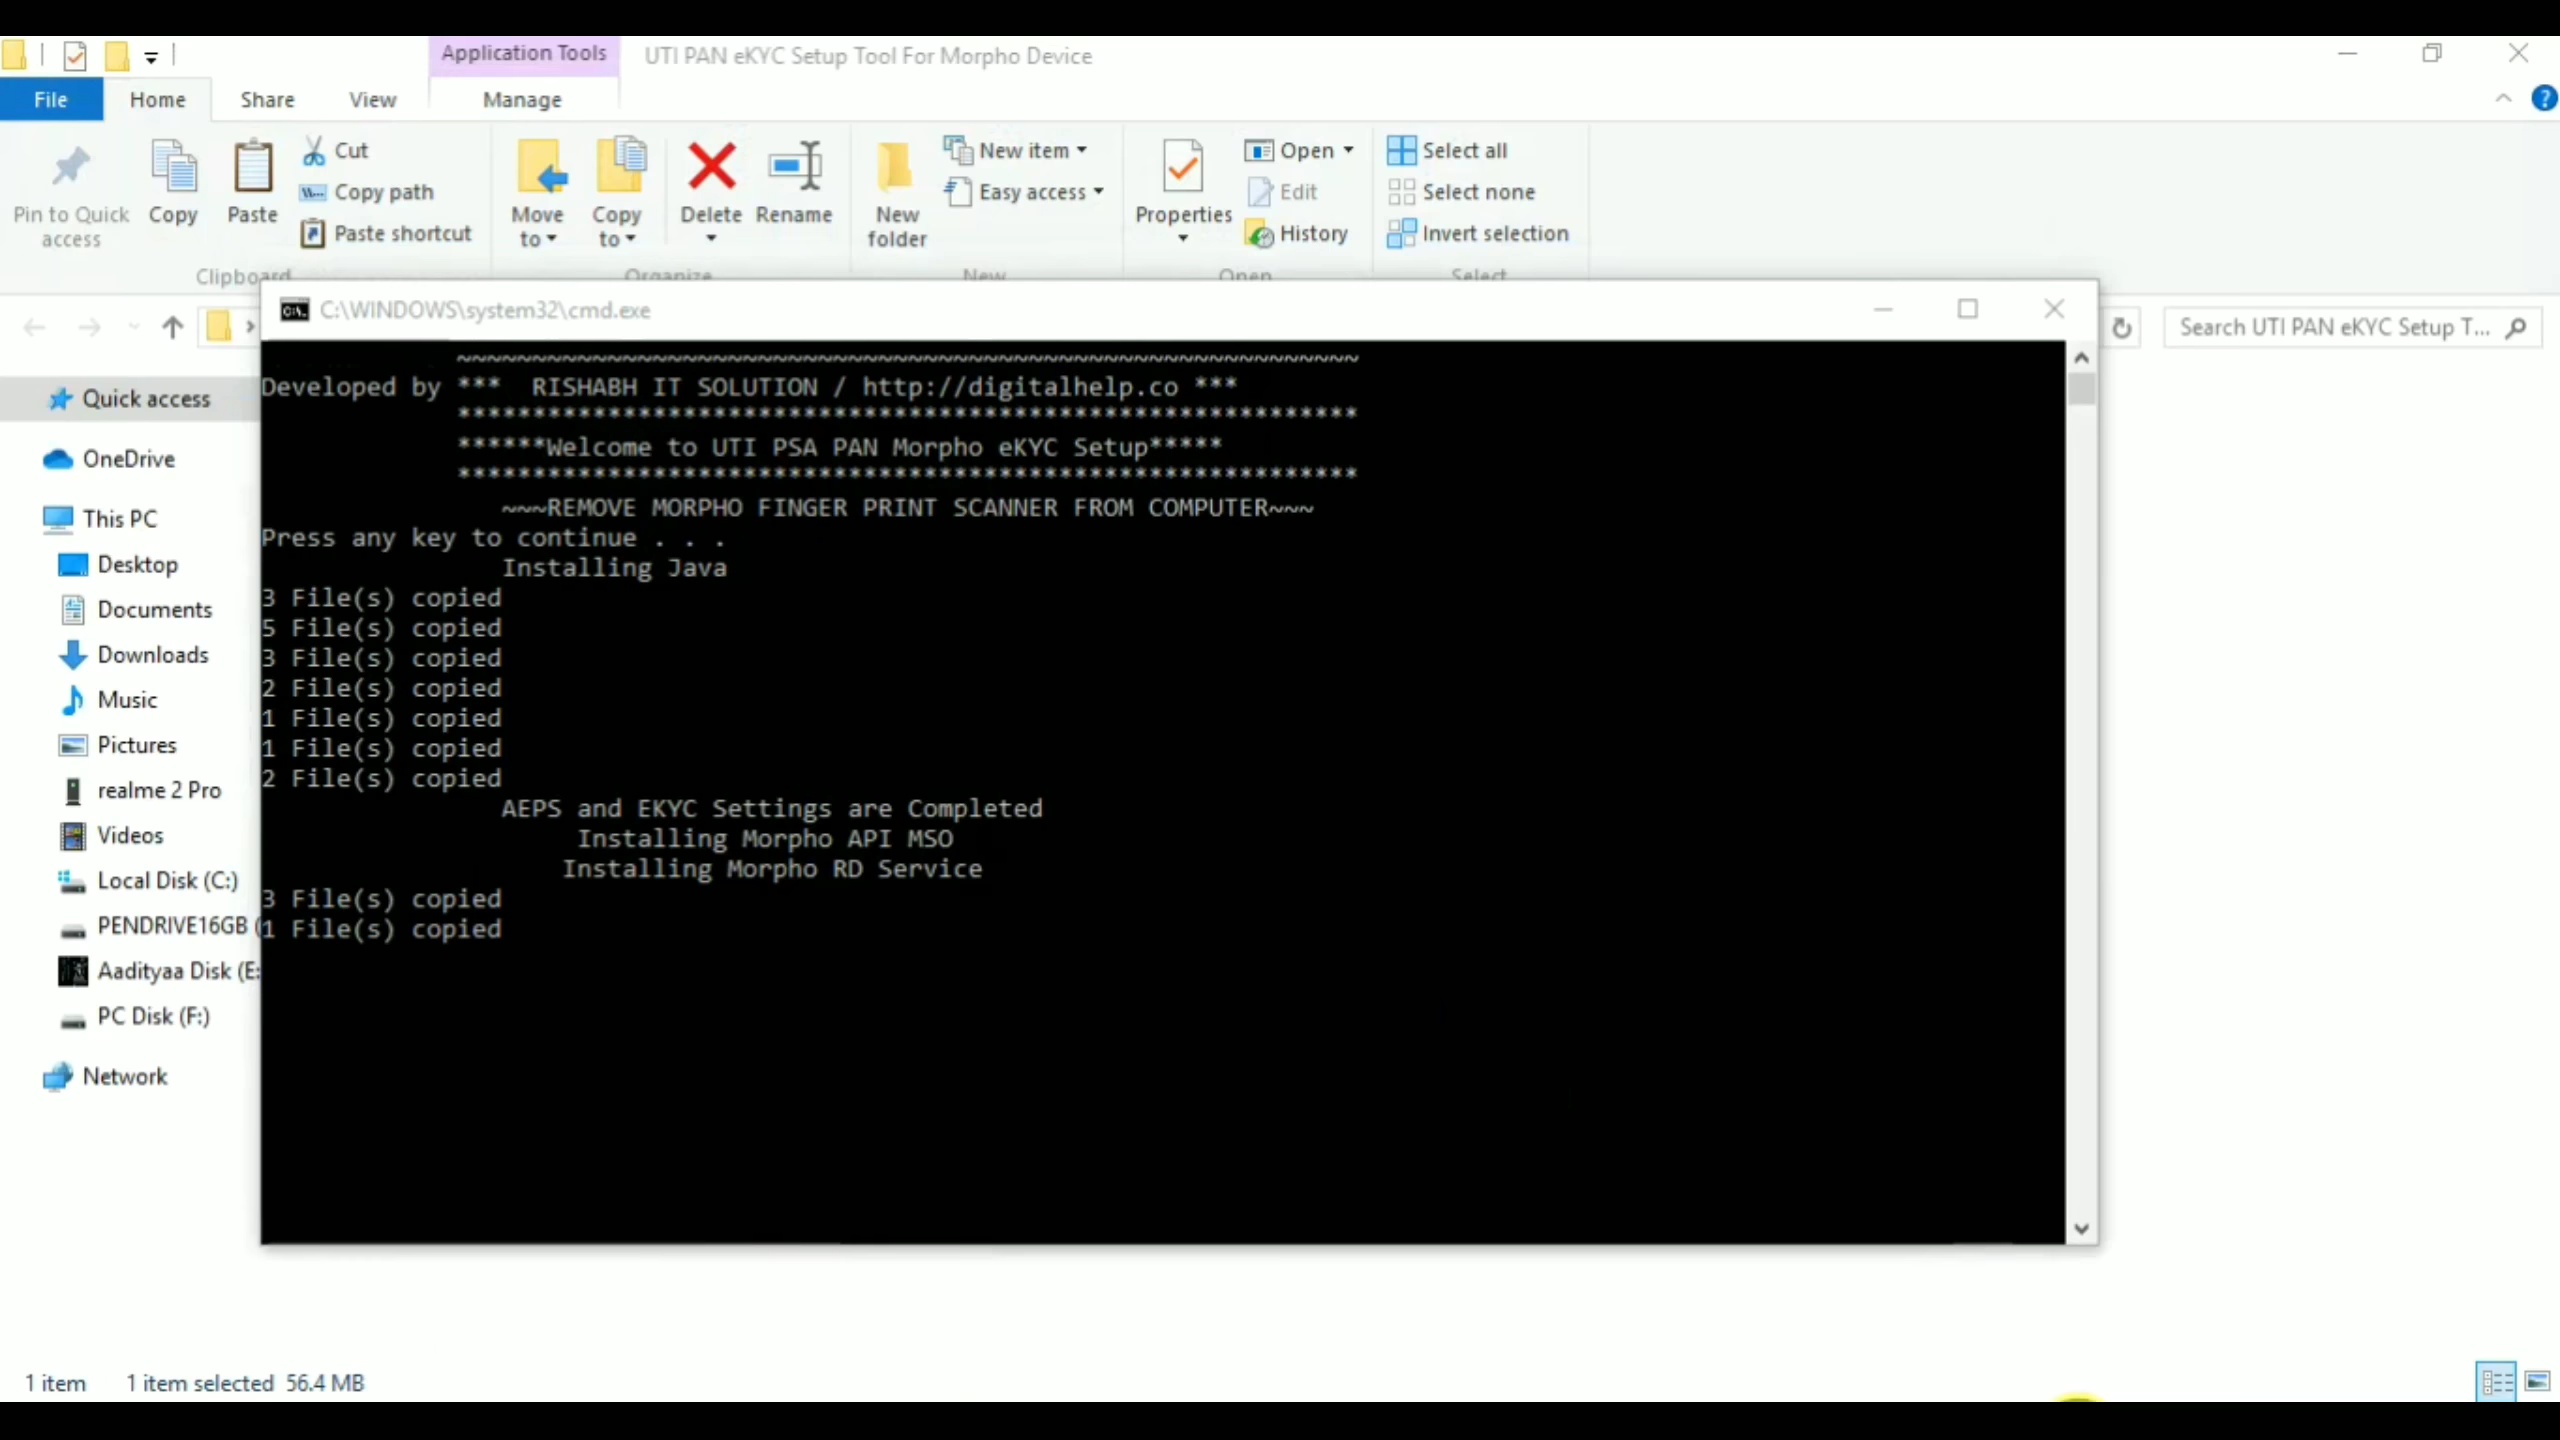 Application Tools
UTI PAN eKYC Setup Tool For Morpho Device
File
Home
Share
View
Manage
Pin to Quick
access
Copy
Paste
Cut
Copy path
Paste shortcut
Move
to
Copy
to
Delete
Rename
New
folder
New item
Easy access
Properties
Open
Edit
History
Select all
Select none
Invert selection
Clipboard
Organize
New
Open
Select
C:\WINDOWS\system32\cmd.exe
Search UTI PAN eKYC Setup T...
Quick access
OneDrive
This PC
Desktop
Documents
Downloads
Music
Pictures
realme 2 Pro
Videos
Local Disk (C:)
PENDRIVE16GB (
Aadityaa Disk (E:
PC Disk (F:)
Network
~~~~~~~~~~~~~~~~~~~~~~~~~~~~~~~~~~~~~~~~~~~~~~~~~~~~~~~~~~~~
Developed by *** RISHABH IT SOLUTION / http://digitalhelp.co ***
************************************************************
******Welcome to UTI PSA PAN Morpho eKYC Setup*****
************************************************************
~~~REMOVE MORPHO FINGER PRINT SCANNER FROM COMPUTER~~~
Press any key to continue . . .
Installing Java
3 File(s) copied
5 File(s) copied
3 File(s) copied
2 File(s) copied
1 File(s) copied
1 File(s) copied
2 File(s) copied
AEPS and EKYC Settings are Completed
Installing Morpho API MSO
Installing Morpho RD Service
3 File(s) copied
1 File(s) copied
1 item
1 item selected 56.4 MB